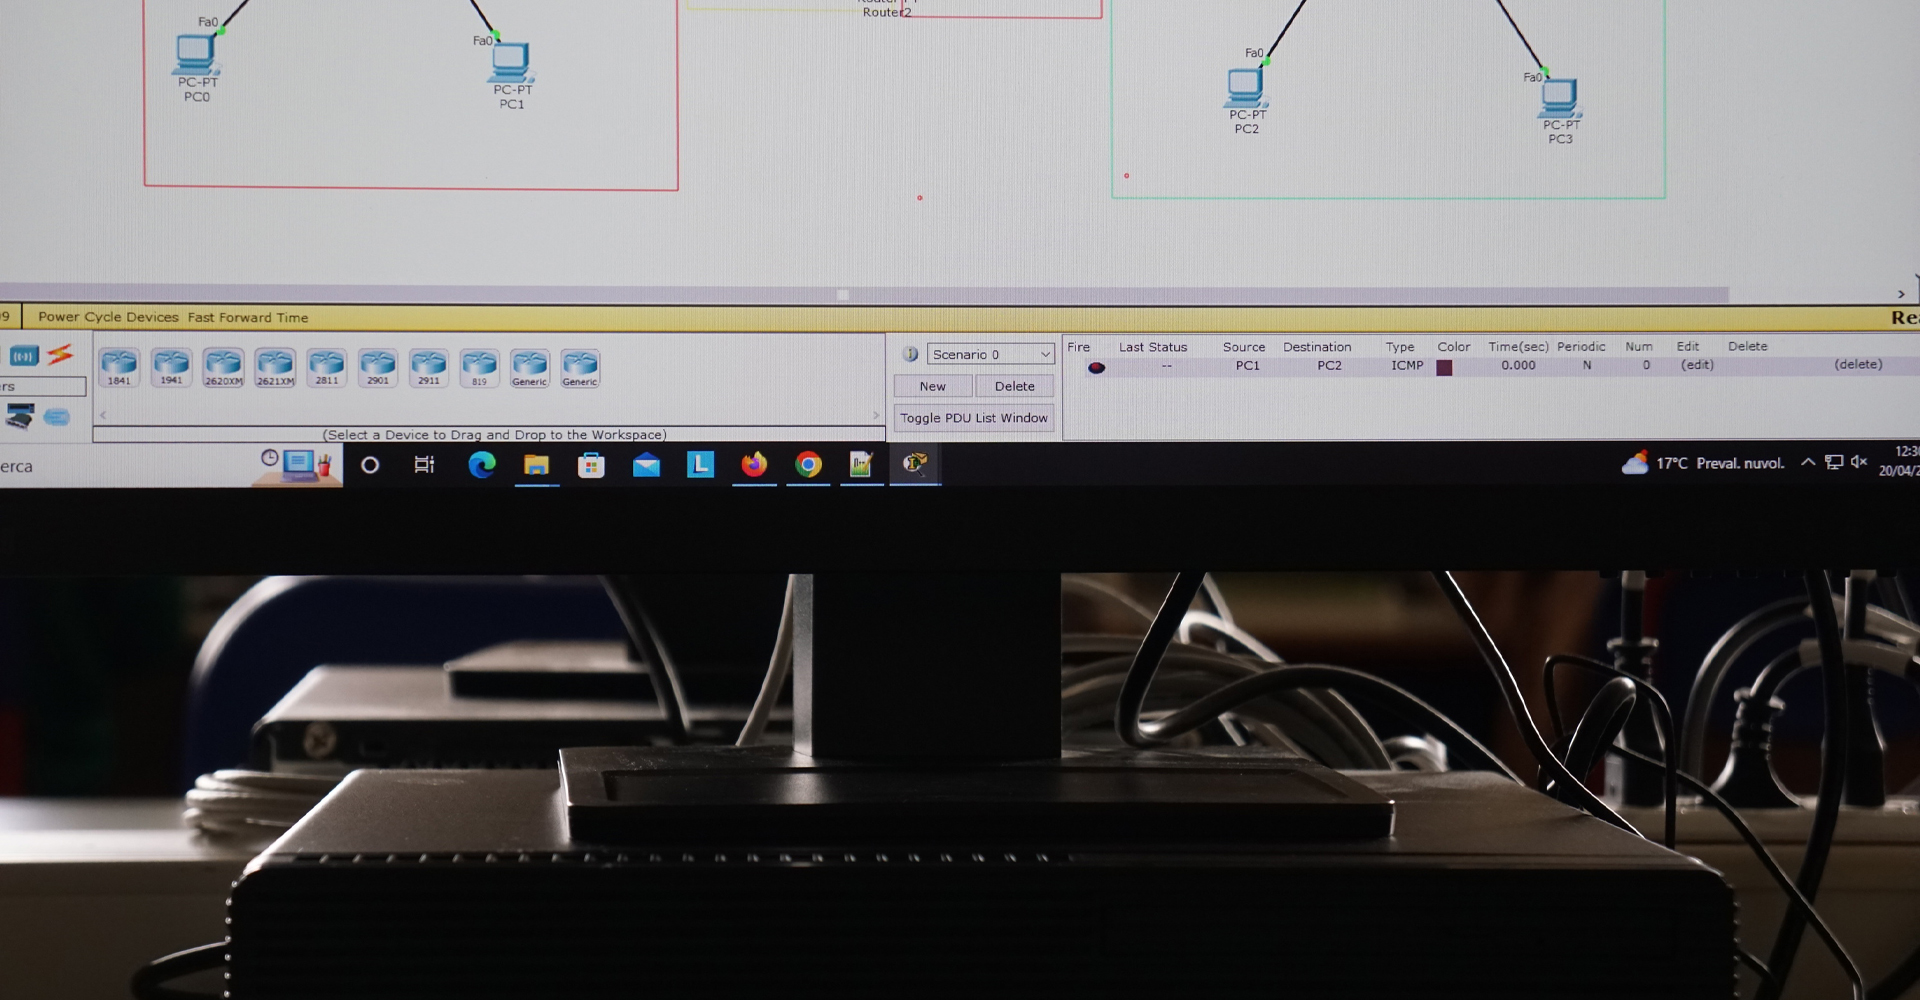 Router2
Fa0
PC-PT
PC0
Fa0
PC-PT
PC1
Fa0
PC-PT
PC2
Fa0
PC-PT
PC3
9 Power Cycle Devices Fast Forward Time Rea
1841 1941 2620XM 2621XM 2811 2901 2911 819 Generic Generic
rs
(Select a Device to Drag and Drop to the Workspace)
Scenario 0
New Delete
Toggle PDU List Window
Fire Last Status Source Destination Type Color Time(sec) Periodic Num Edit Delete
-- PC1 PC2 ICMP 0.000 N 0 (edit) (delete)
erca
L
17°C Preval. nuvol.
12:30
20/04/2